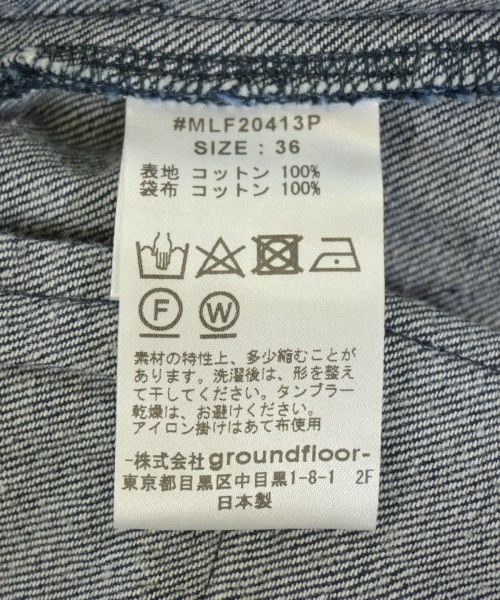 #MLF20413P
SIZE : 36
表地 コットン 100%
袋布 コットン 100%
F W
素材の特性上、多少縮むことが
あります。洗濯後は、形を整え
て干してください。タンブラー
乾燥は、お避けください。
アイロン掛けはあて布使用
-株式会社groundfloor-
東京都目黒区中目黒1-8-1 2F
日本製